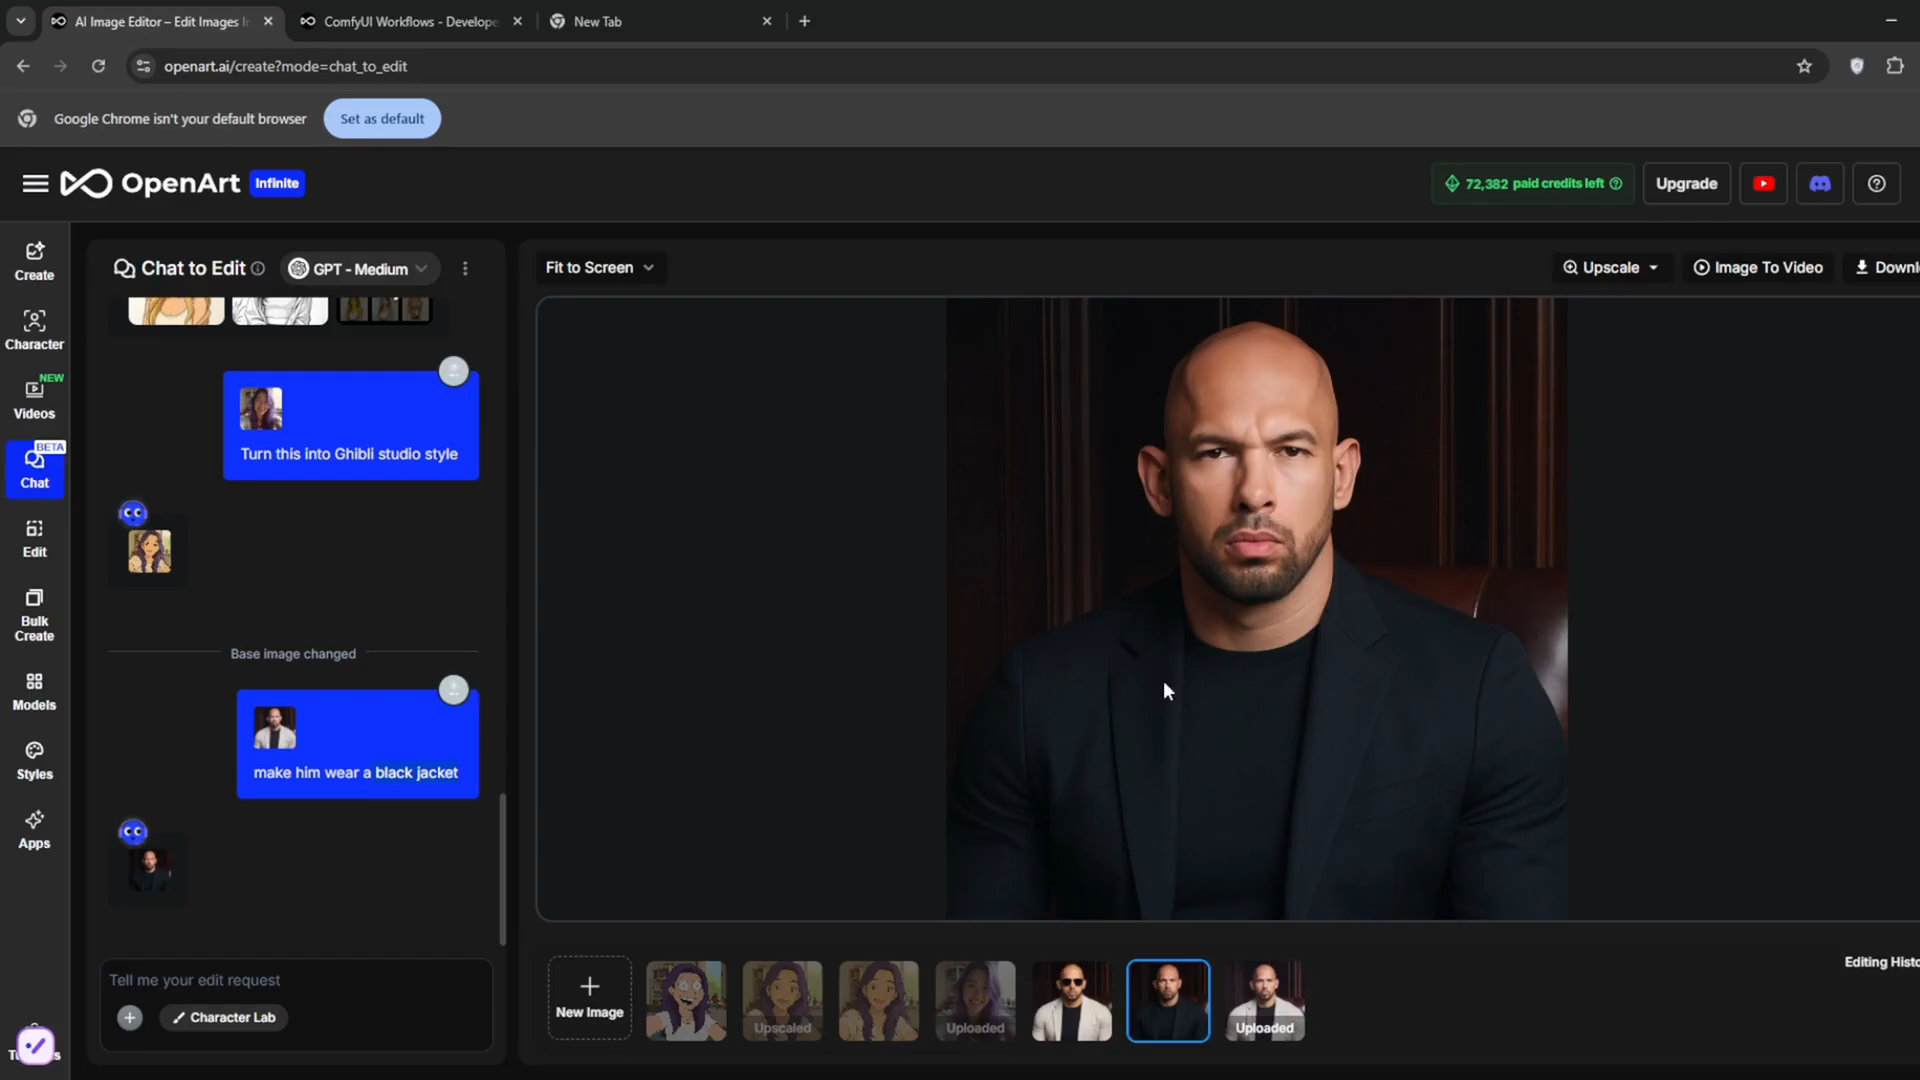 AI Image Editor – Edit Images I
ComfyUI Workflows - Develope
New Tab
openart.ai/create?mode=chat_to_edit
Google Chrome isn't your default browser
Set as default
OpenArt
Infinite
72,382 paid credits left
Upgrade
Create
Character
NEW
Videos
BETA
Chat
Edit
Bulk
Create
Models
Styles
Apps
Chat to Edit
GPT - Medium
Turn this into Ghibli studio style
Base image changed
make him wear a black jacket
Tell me your edit request
Character Lab
Fit to Screen
Upscale
Image To Video
Downl
New Image
Upscaled
Uploaded
Uploaded
Editing Histo